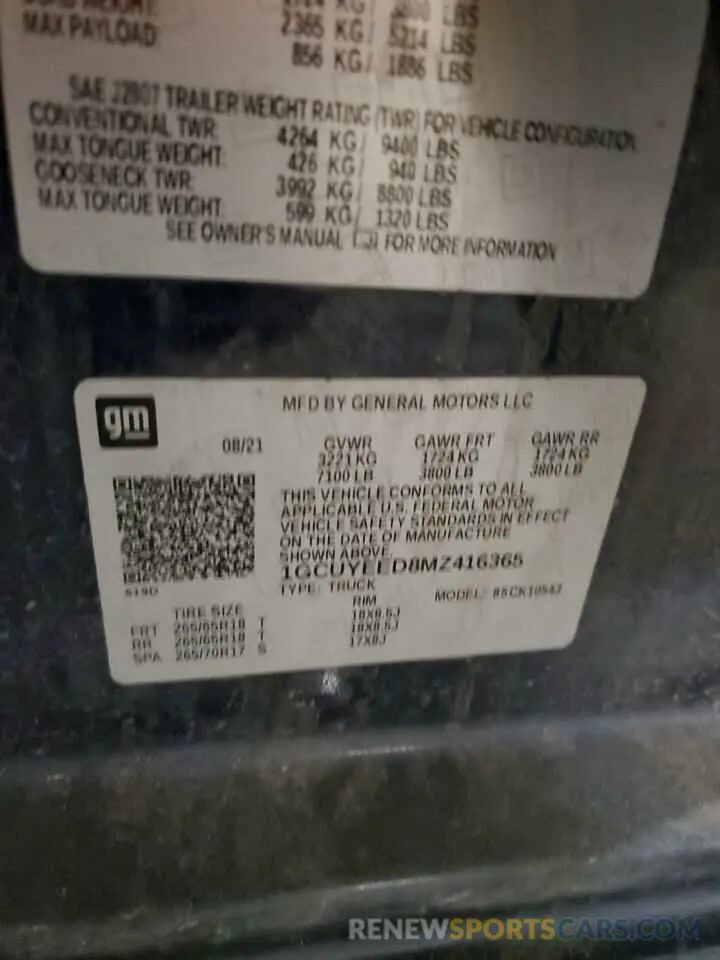 KG / LBS
MAX PAYLOAD: 2365 KG / 5214 LBS
856 KG / 1886 LBS
SAE J2807 TRAILER WEIGHT RATING (TWR) FOR VEHICLE CONFIGURATION
CONVENTIONAL TWR: 4264 KG / 9400 LBS
MAX TONGUE WEIGHT: 426 KG / 940 LBS
GOOSENECK TWR: 3992 KG / 8800 LBS
MAX TONGUE WEIGHT: 599 KG / 1320 LBS
SEE OWNER'S MANUAL FOR MORE INFORMATION
gm
MFD BY GENERAL MOTORS LLC
08/21 GVWR GAWR FRT GAWR RR
3221 KG 1724 KG 1724 KG
7100 LB 3800 LB 3800 LB
THIS VEHICLE CONFORMS TO ALL
APPLICABLE U.S. FEDERAL MOTOR
VEHICLE SAFETY STANDARDS IN EFFECT
ON THE DATE OF MANUFACTURE
SHOWN ABOVE.
1GCUYEED8MZ416365
TYPE: TRUCK MODEL: CK10543
TIRE SIZE RIM
FRT 265/65R18 T 18X8.5J
RR 265/65R18 T 18X8.5J
SPA 265/70R17 S 17X8J
RENEWSPORTSCARS.COM